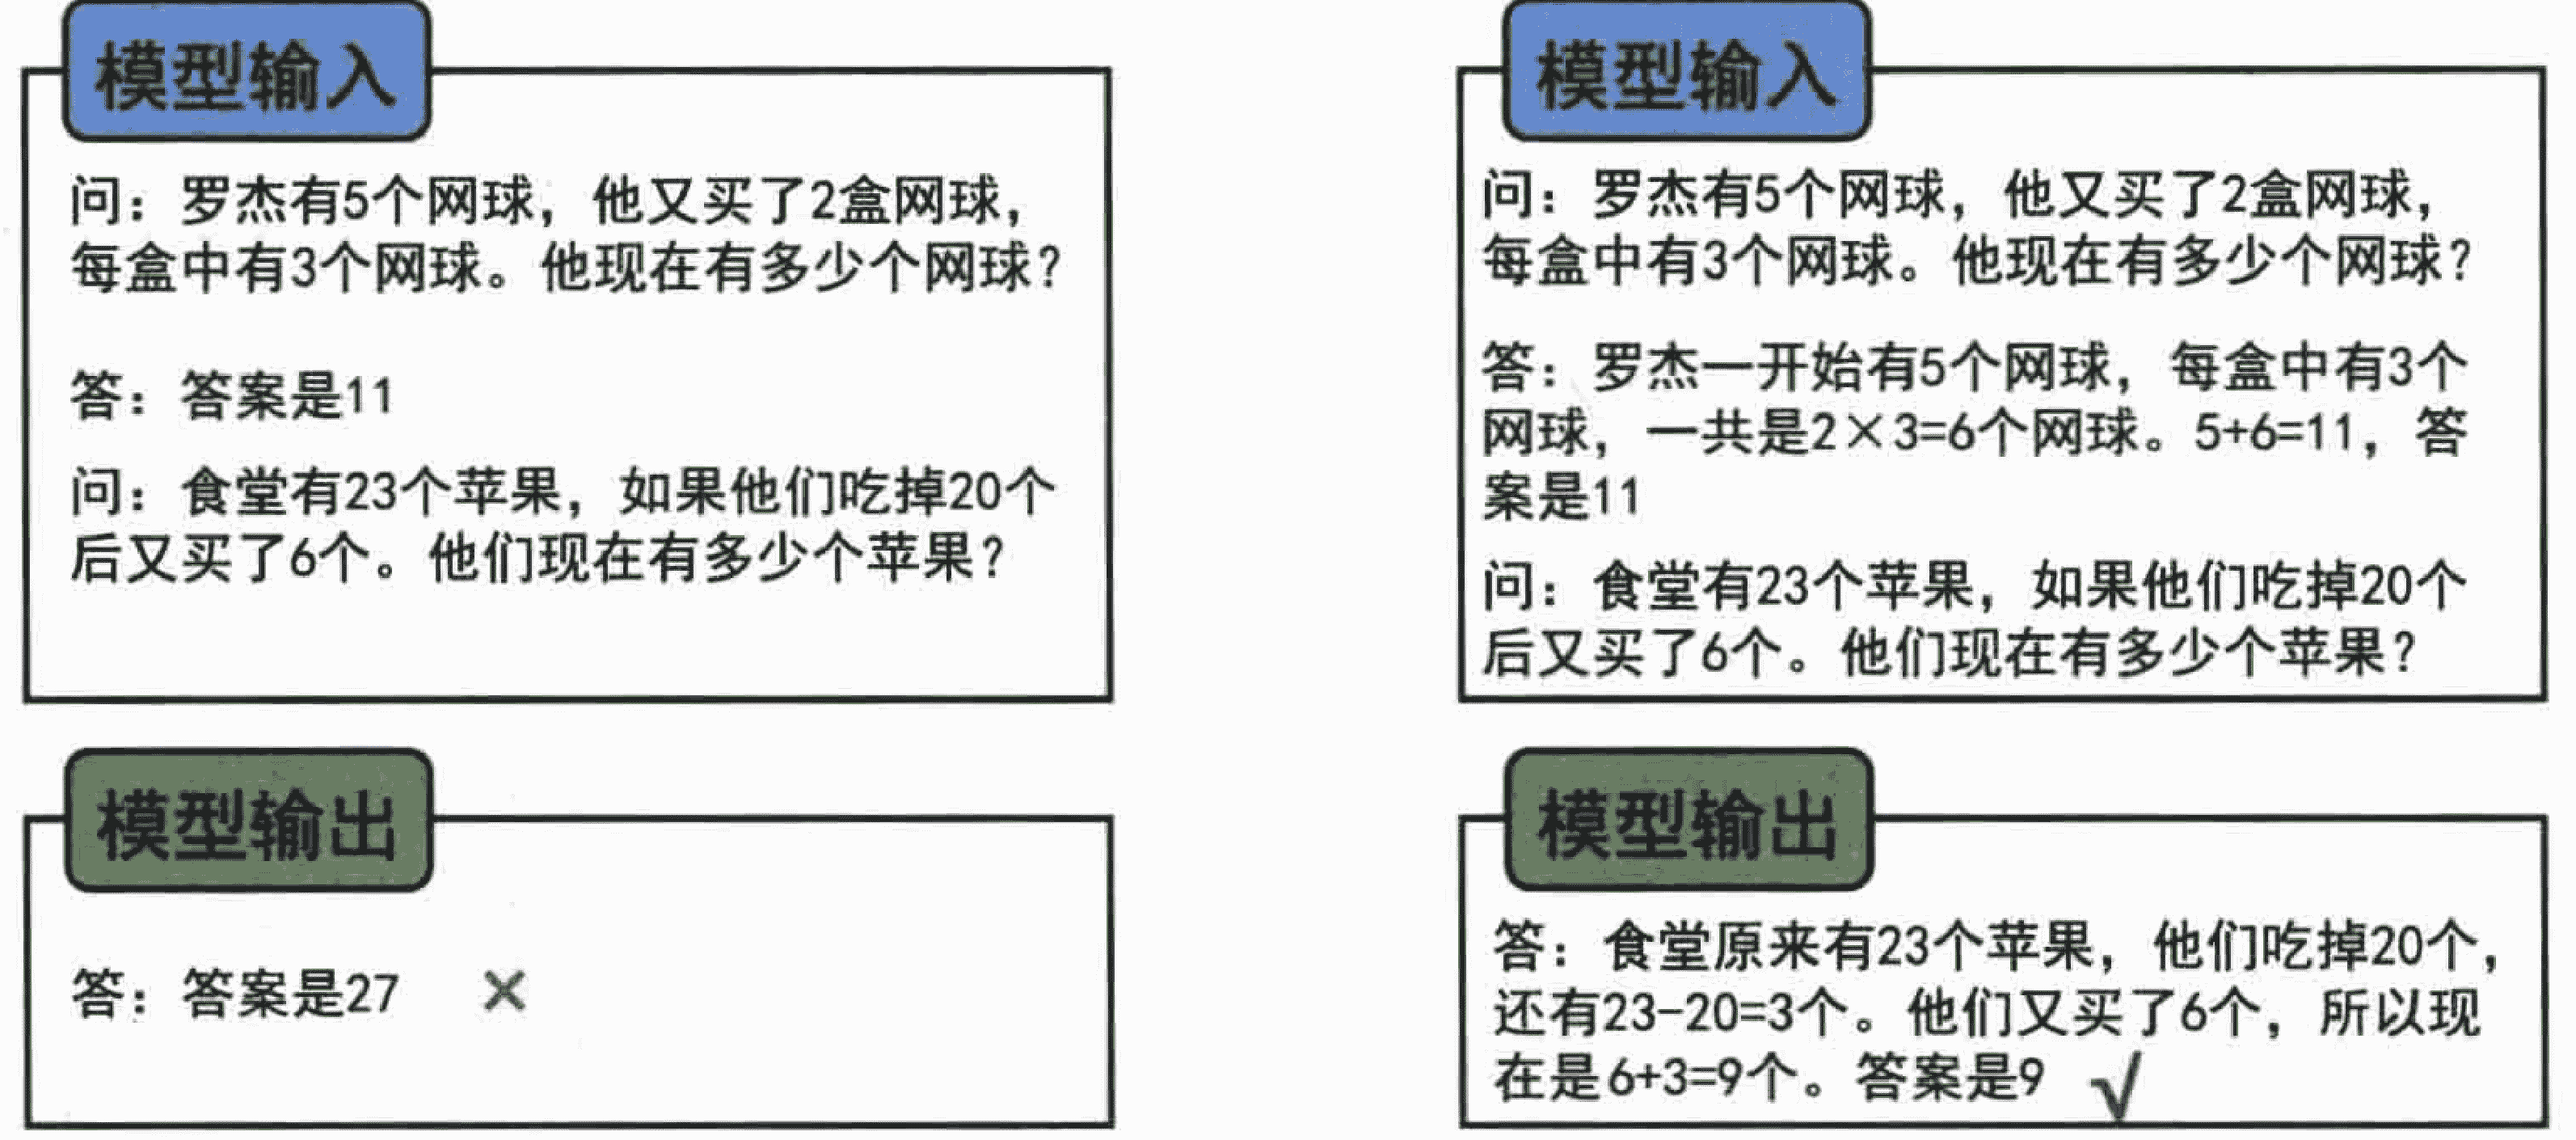 模型输入
问：罗杰有5个网球，他又买了2盒网球，
每盒中有3个网球。他现在有多少个网球？
答：答案是11
问：食堂有23个苹果，如果他们吃掉20个
后又买了6个。他们现在有多少个苹果？
模型输出
答：答案是27 ×
模型输入
问：罗杰有5个网球，他又买了2盒网球，
每盒中有3个网球。他现在有多少个网球？
答：罗杰一开始有5个网球，每盒中有3个
网球，一共是2×3=6个网球。5+6=11，答
案是11
问：食堂有23个苹果，如果他们吃掉20个
后又买了6个。他们现在有多少个苹果？
模型输出
答：食堂原来有23个苹果，他们吃掉20个，
还有23-20=3个。他们又买了6个，所以现
在是6+3=9个。答案是9 √